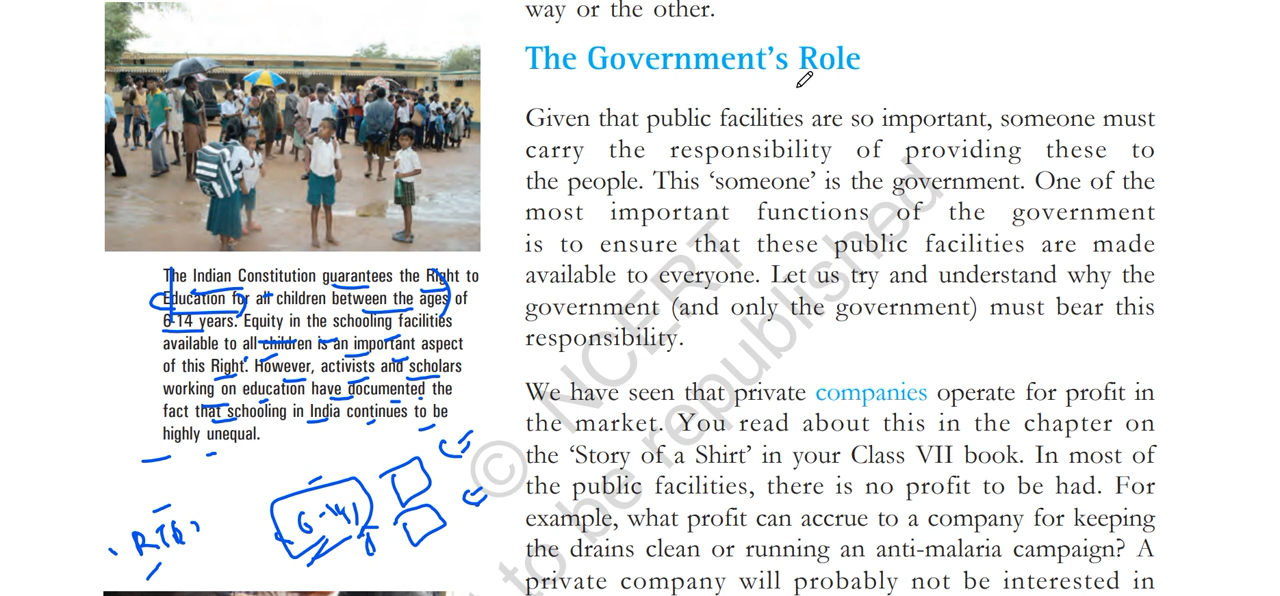 way or the other.
The Government's Role
Given that public facilities are so important, someone must
carry the responsibility of providing these to
the people. This 'someone' is the government. One of the
most important functions of the government
is to ensure that these public facilities are made
available to everyone. Let us try and understand why the
government (and only the government) must bear this
responsibility.
We have seen that private companies operate for profit in
the market. You read about this in the chapter on
the 'Story of a Shirt' in your Class VII book. In most of
the public facilities, there is no profit to be had. For
example, what profit can accrue to a company for keeping
the drains clean or running an anti-malaria campaign? A
private company will probably not be interested in
The Indian Constitution guarantees the Right to
Education for all children between the ages of
6-14 years. Equity in the schooling facilities
available to all children is an important aspect
of this Right. However, activists and scholars
working on education have documented the
fact that schooling in India continues to be
highly unequal.
6-14
RTE
© NCERT
to be republished